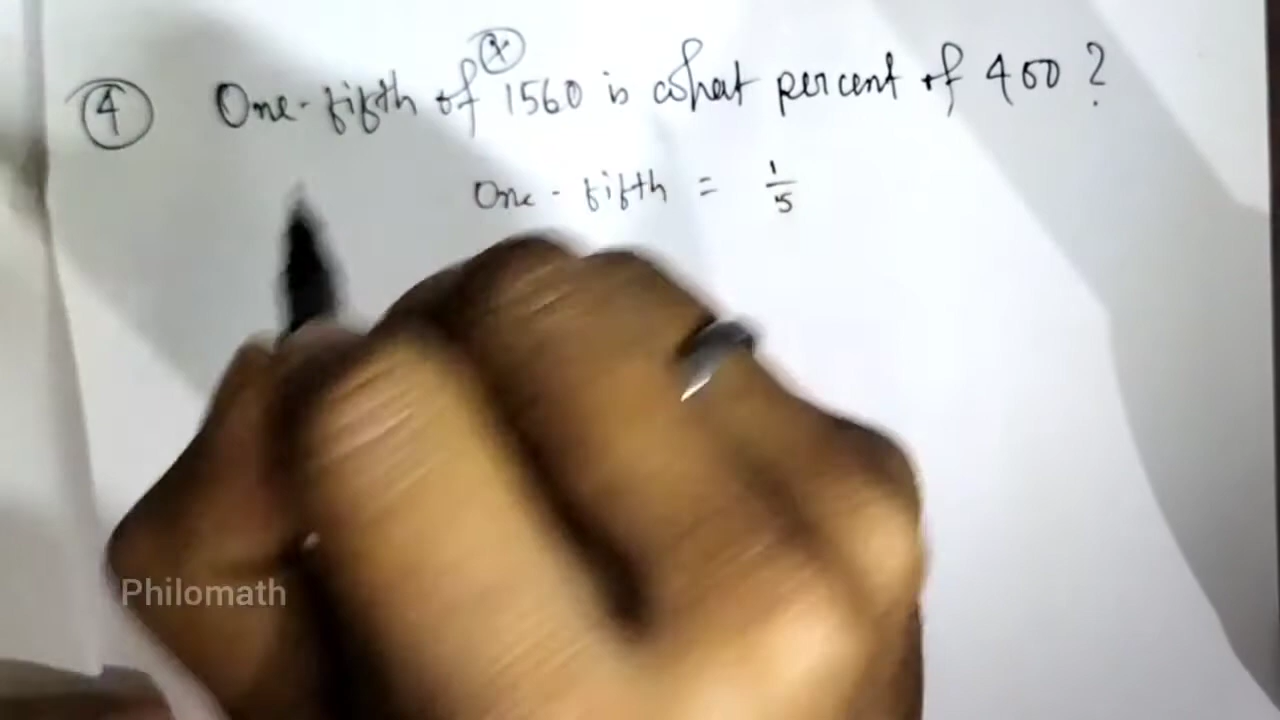 ④ One-fifth of 1560 is what percent of 400 ?
×
One-fifth = 1/5
Philomath